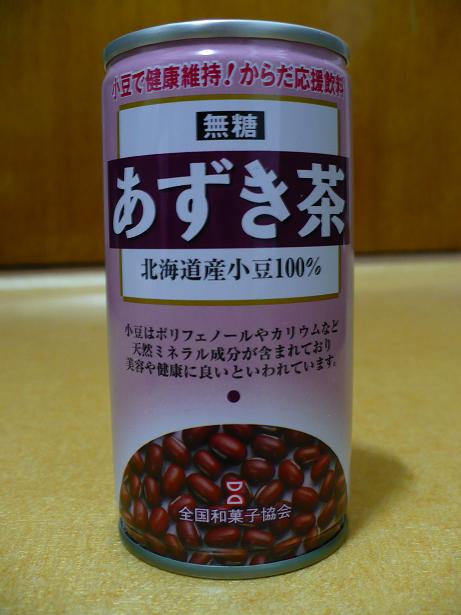 小豆で健康維持!からだ応援飲料
無糖
あずき茶
北海道産小豆100%
小豆はポリフェノールやカリウムなど
天然ミネラル成分が含まれており
美容や健康に良いといわれています。
全国和菓子協会